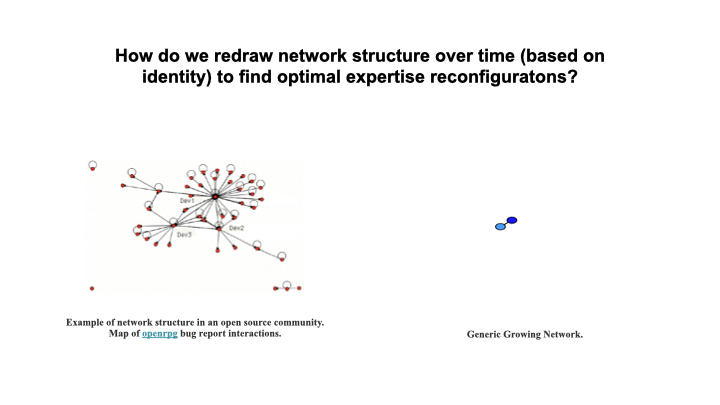 How do we redraw network structure over time (based on
identity) to find optimal expertise reconfiguratons?
Dev1
Dev3
Dev2
Example of network structure in an open source community.
Map of openrpg bug report interactions.
Generic Growing Network.